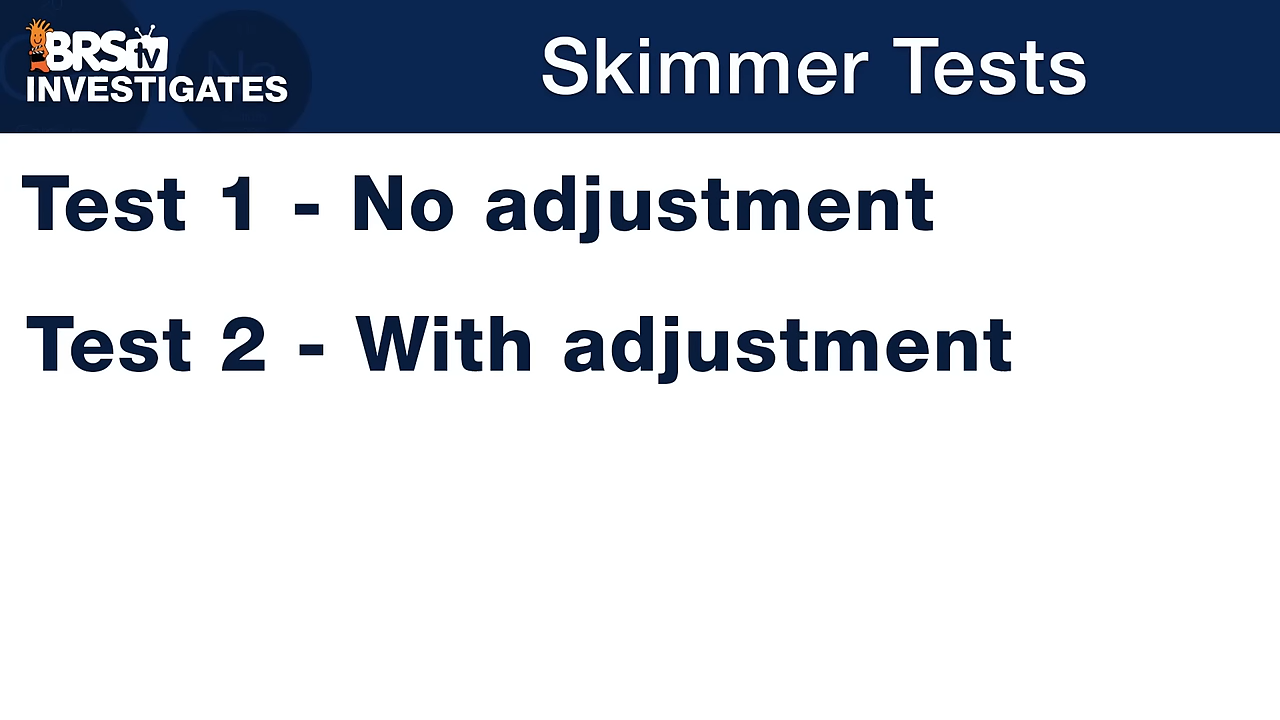 BRStv
INVESTIGATES
Skimmer Tests
Test 1 - No adjustment
Test 2 - With adjustment